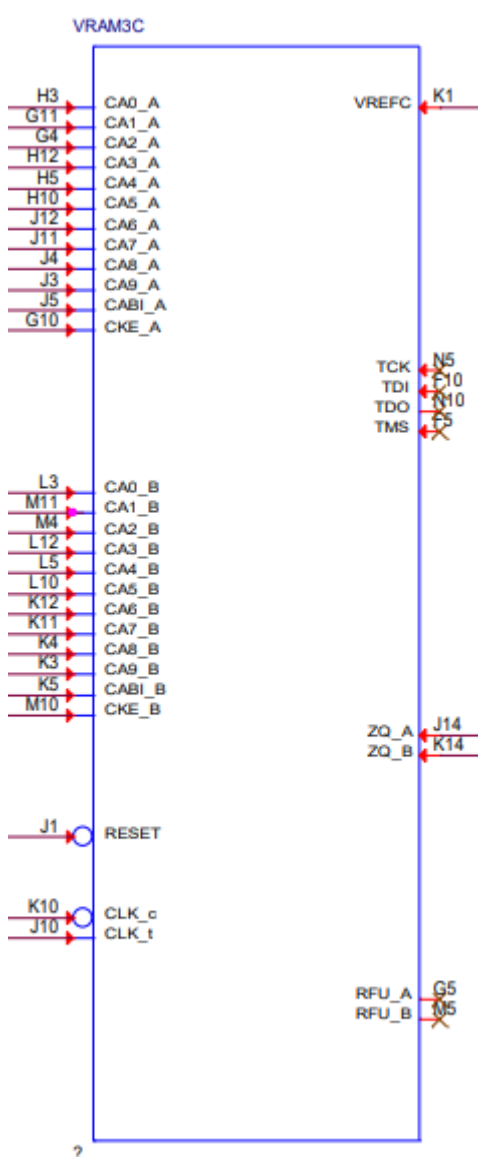 VRAM3C
H3 CA0_A VREFC K1
G11 CA1_A
G4 CA2_A
H12 CA3_A
H5 CA4_A
H10 CA5_A
J12 CA6_A
J11 CA7_A
J4 CA8_A
J3 CA9_A
J5 CABI_A
G10 CKE_A
TCK N5
TDI F10
TDO N10
TMS F5
L3 CA0_B
M11 CA1_B
M4 CA2_B
L12 CA3_B
L5 CA4_B
L10 CA5_B
K12 CA6_B
K11 CA7_B
K4 CA8_B
K3 CA9_B
K5 CABI_B
M10 CKE_B
ZQ_A J14
ZQ_B K14
J1 RESET
K10 CLK_c
J10 CLK_t
RFU_A G5
RFU_B M5
?